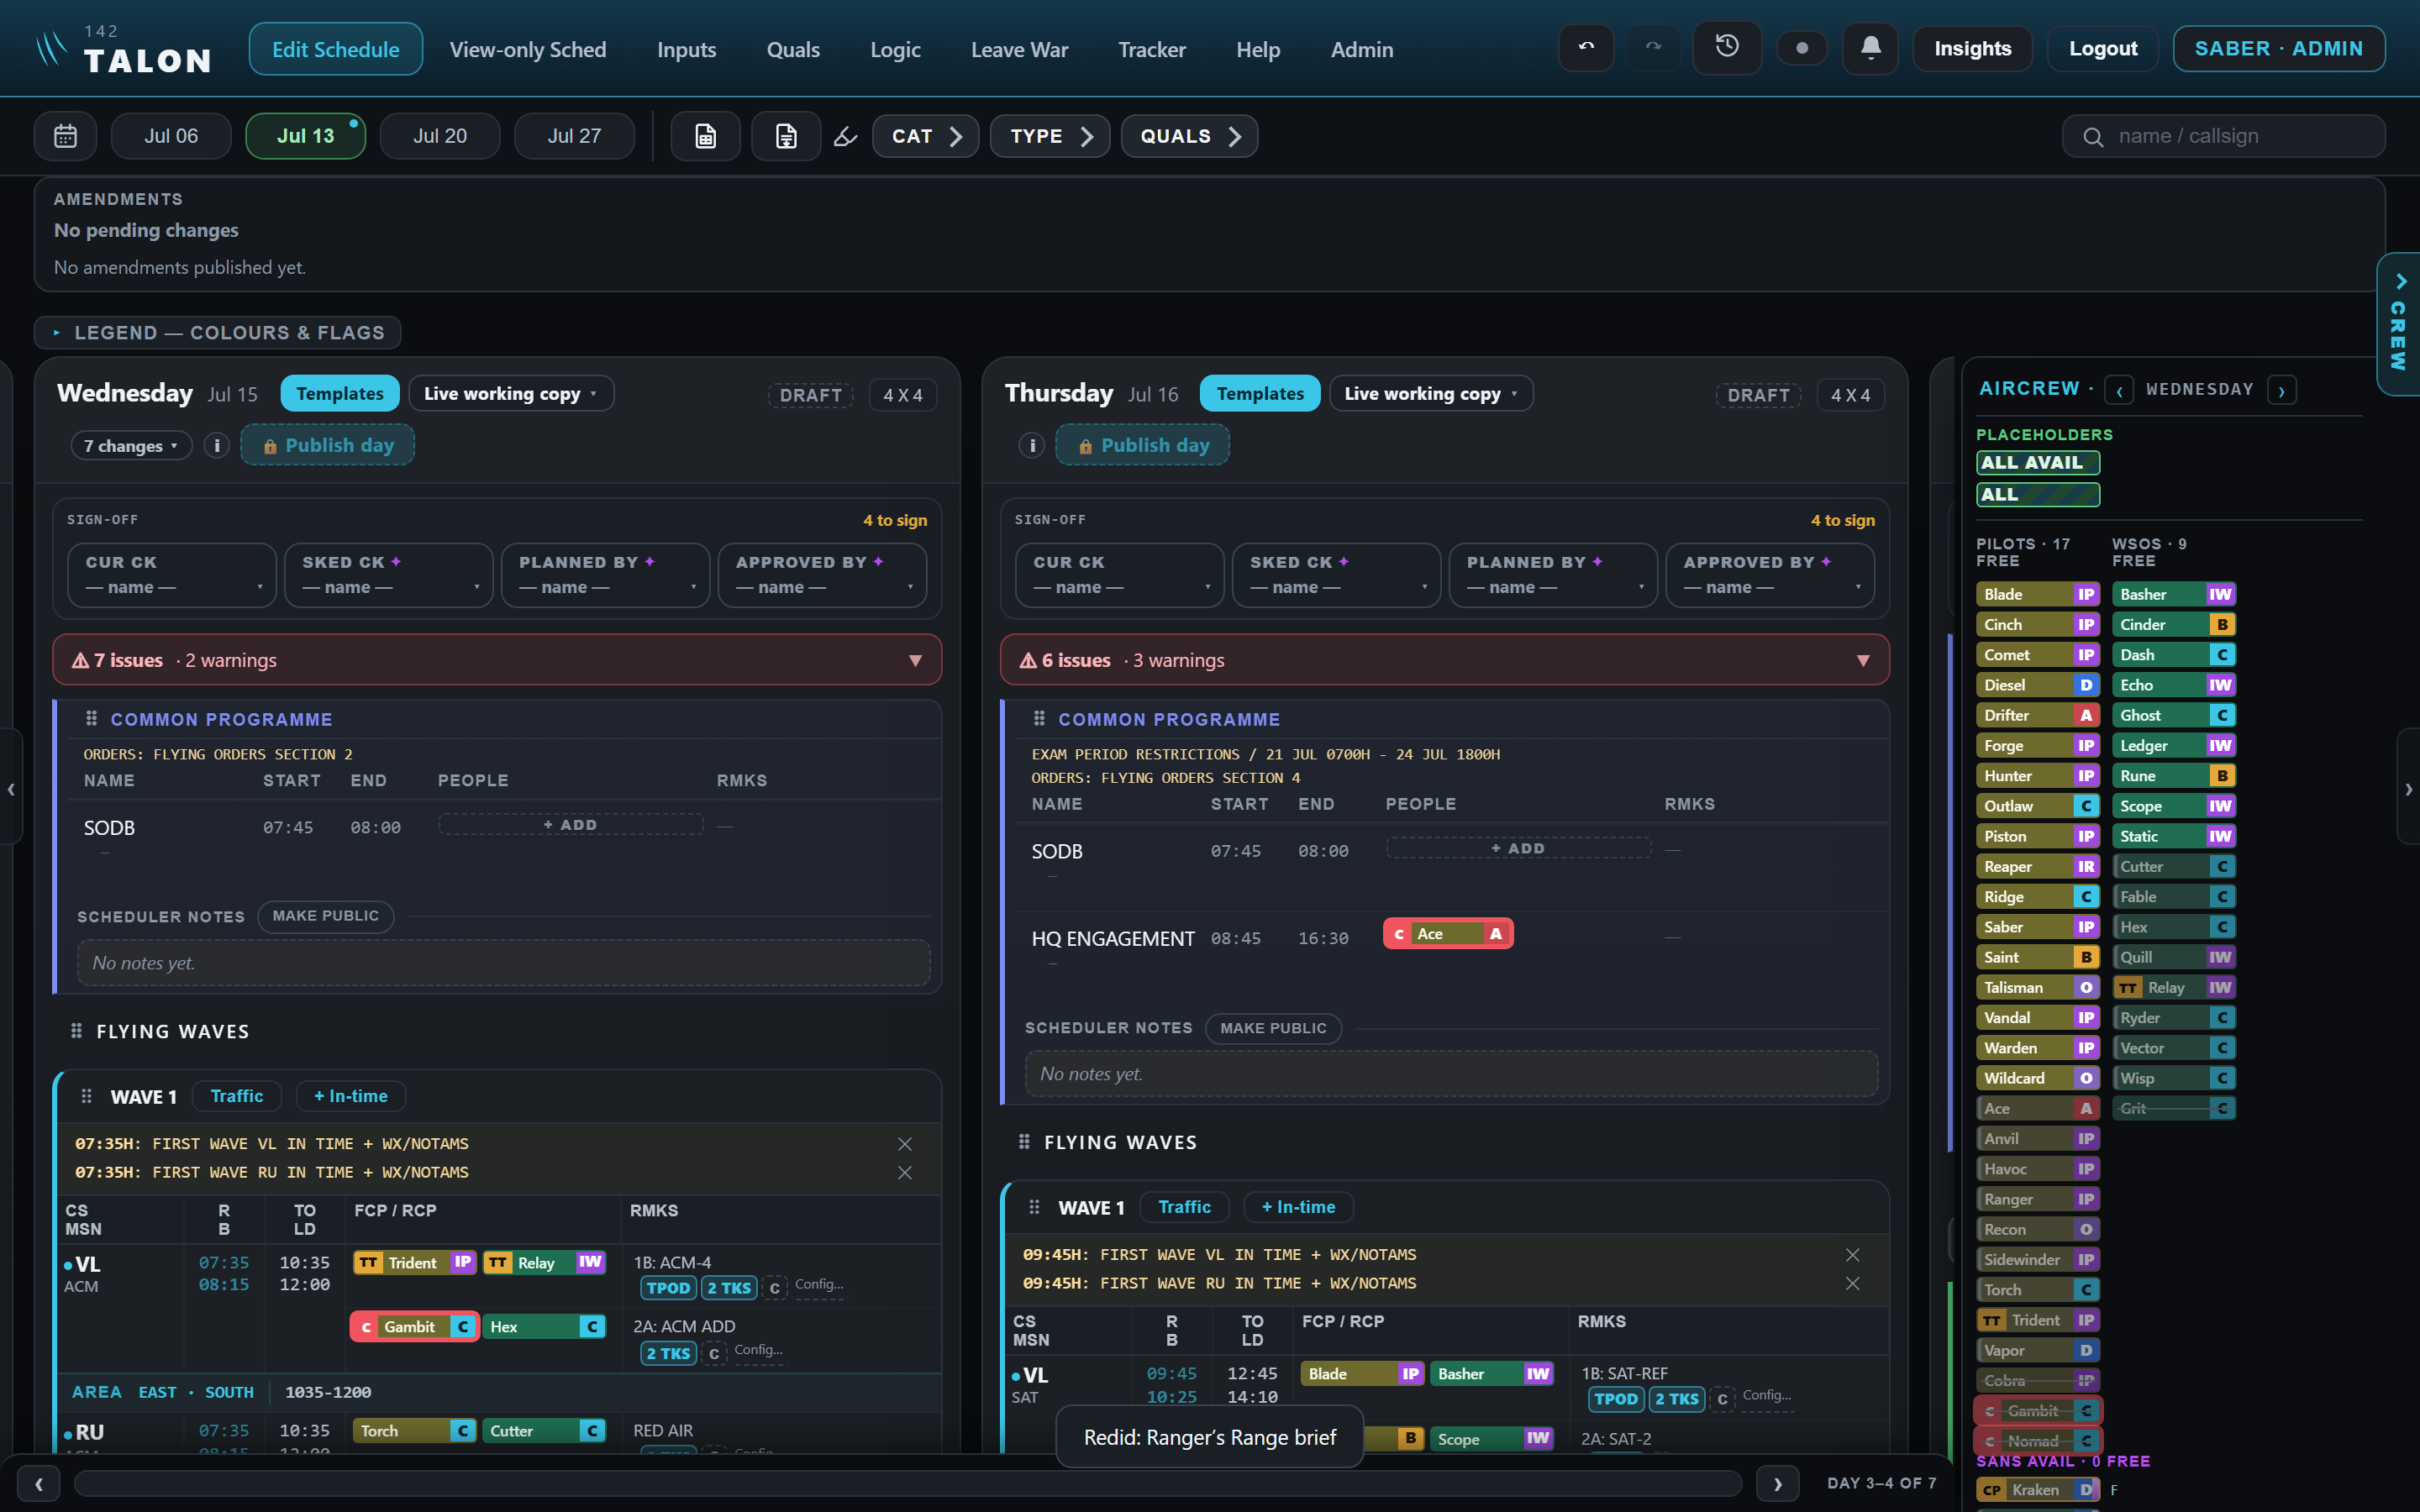 142
TALON
Edit Schedule
View-only Sched
Inputs
Quals
Logic
Leave War
Tracker
Help
Admin
Insights
Logout
SABER · ADMIN
Jul 06
Jul 13
Jul 20
Jul 27
CAT
TYPE
QUALS
name / callsign
AMENDMENTS
No pending changes
No amendments published yet.
LEGEND — COLOURS & FLAGS
CREW
Wednesday Jul 15 Templates Live working copy DRAFT 4 X 4
7 changes i Publish day
SIGN-OFF 4 to sign
CUR CK SKED CK ✦ PLANNED BY ✦ APPROVED BY ✦
— name — — name — — name — — name —
⚠ 7 issues · 2 warnings
COMMON PROGRAMME
ORDERS: FLYING ORDERS SECTION 2
NAME START END PEOPLE RMKS
SODB 07:45 08:00 + ADD —
—
SCHEDULER NOTES MAKE PUBLIC
No notes yet.
FLYING WAVES
WAVE 1 Traffic + In-time
07:35H: FIRST WAVE VL IN TIME + WX/NOTAMS
07:35H: FIRST WAVE RU IN TIME + WX/NOTAMS
CS R TO FCP / RCP RMKS
MSN B LD
VL 07:35 10:35 TT Trident IP TT Relay IW 1B: ACM-4
ACM 08:15 12:00 TPOD 2 TKS C Config...
C Gambit C Hex C 2A: ACM ADD
2 TKS C Config...
AREA EAST · SOUTH 1035-1200
RU 07:35 10:35 Torch C Cutter C RED AIR
Thursday Jul 16 Templates Live working copy DRAFT 4 X 4
i Publish day
SIGN-OFF 4 to sign
CUR CK SKED CK ✦ PLANNED BY ✦ APPROVED BY ✦
— name — — name — — name — — name —
⚠ 6 issues · 3 warnings
COMMON PROGRAMME
EXAM PERIOD RESTRICTIONS / 21 JUL 0700H - 24 JUL 1800H
ORDERS: FLYING ORDERS SECTION 4
NAME START END PEOPLE RMKS
SODB 07:45 08:00 + ADD —
—
HQ ENGAGEMENT 08:45 16:30 C Ace A —
—
SCHEDULER NOTES MAKE PUBLIC
No notes yet.
FLYING WAVES
WAVE 1 Traffic + In-time
09:45H: FIRST WAVE VL IN TIME + WX/NOTAMS
09:45H: FIRST WAVE RU IN TIME + WX/NOTAMS
CS R TO FCP / RCP RMKS
MSN B LD
VL 09:45 12:45 Blade IP Basher IW 1B: SAT-REF
SAT 10:25 14:10 TPOD 2 TKS C Config...
B Scope IW 2A: SAT-2
Redid: Ranger’s Range brief
DAY 3–4 OF 7
AIRCREW · WEDNESDAY
PLACEHOLDERS
ALL AVAIL
ALL
PILOTS · 17 FREE
WSOS · 9 FREE
Blade IP Basher IW
Cinch IP Cinder B
Comet IP Dash C
Diesel D Echo IW
Drifter A Ghost C
Forge IP Ledger IW
Hunter IP Rune B
Outlaw C Scope IW
Piston IP Static IW
Reaper IR Cutter C
Ridge C Fable C
Saber IP Hex C
Saint B Quill IW
Talisman O TT Relay IW
Vandal IP Ryder C
Warden IP Vector C
Wildcard O Wisp C
Ace A Grit C
Anvil IP
Havoc IP
Ranger IP
Recon O
Sidewinder IP
Torch C
TT Trident IP
Vapor D
Cobra IP
C Gambit C
C Nomad C
SANS AVAIL · 0 FREE
CP Kraken D F